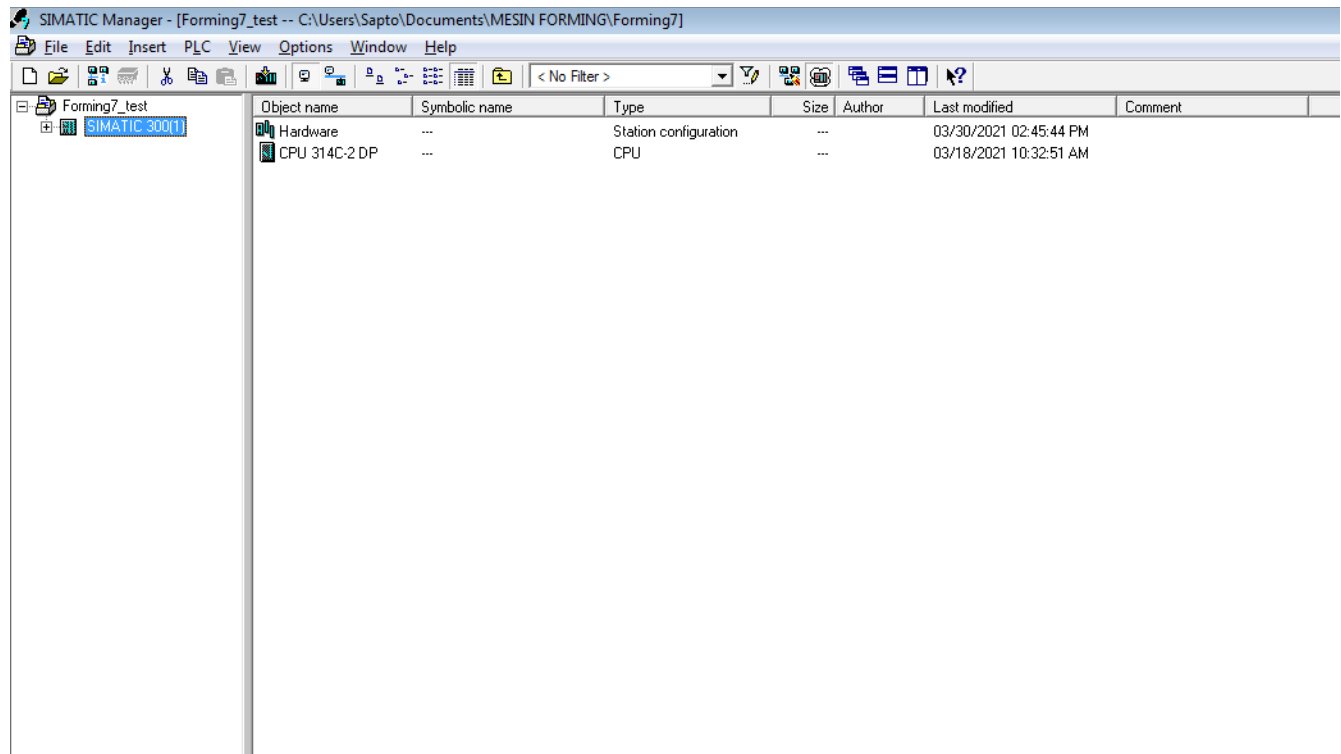 SIMATIC Manager - [Forming7_test -- C:\Users\Sapto\Documents\MESIN FORMING\Forming7]
File Edit Insert PLC View Options Window Help
< No Filter >
Forming7_test
SIMATIC 300(1)
Object name Symbolic name Type Size Author Last modified Comment
Hardware --- Station configuration --- 03/30/2021 02:45:44 PM
CPU 314C-2 DP --- CPU --- 03/18/2021 10:32:51 AM